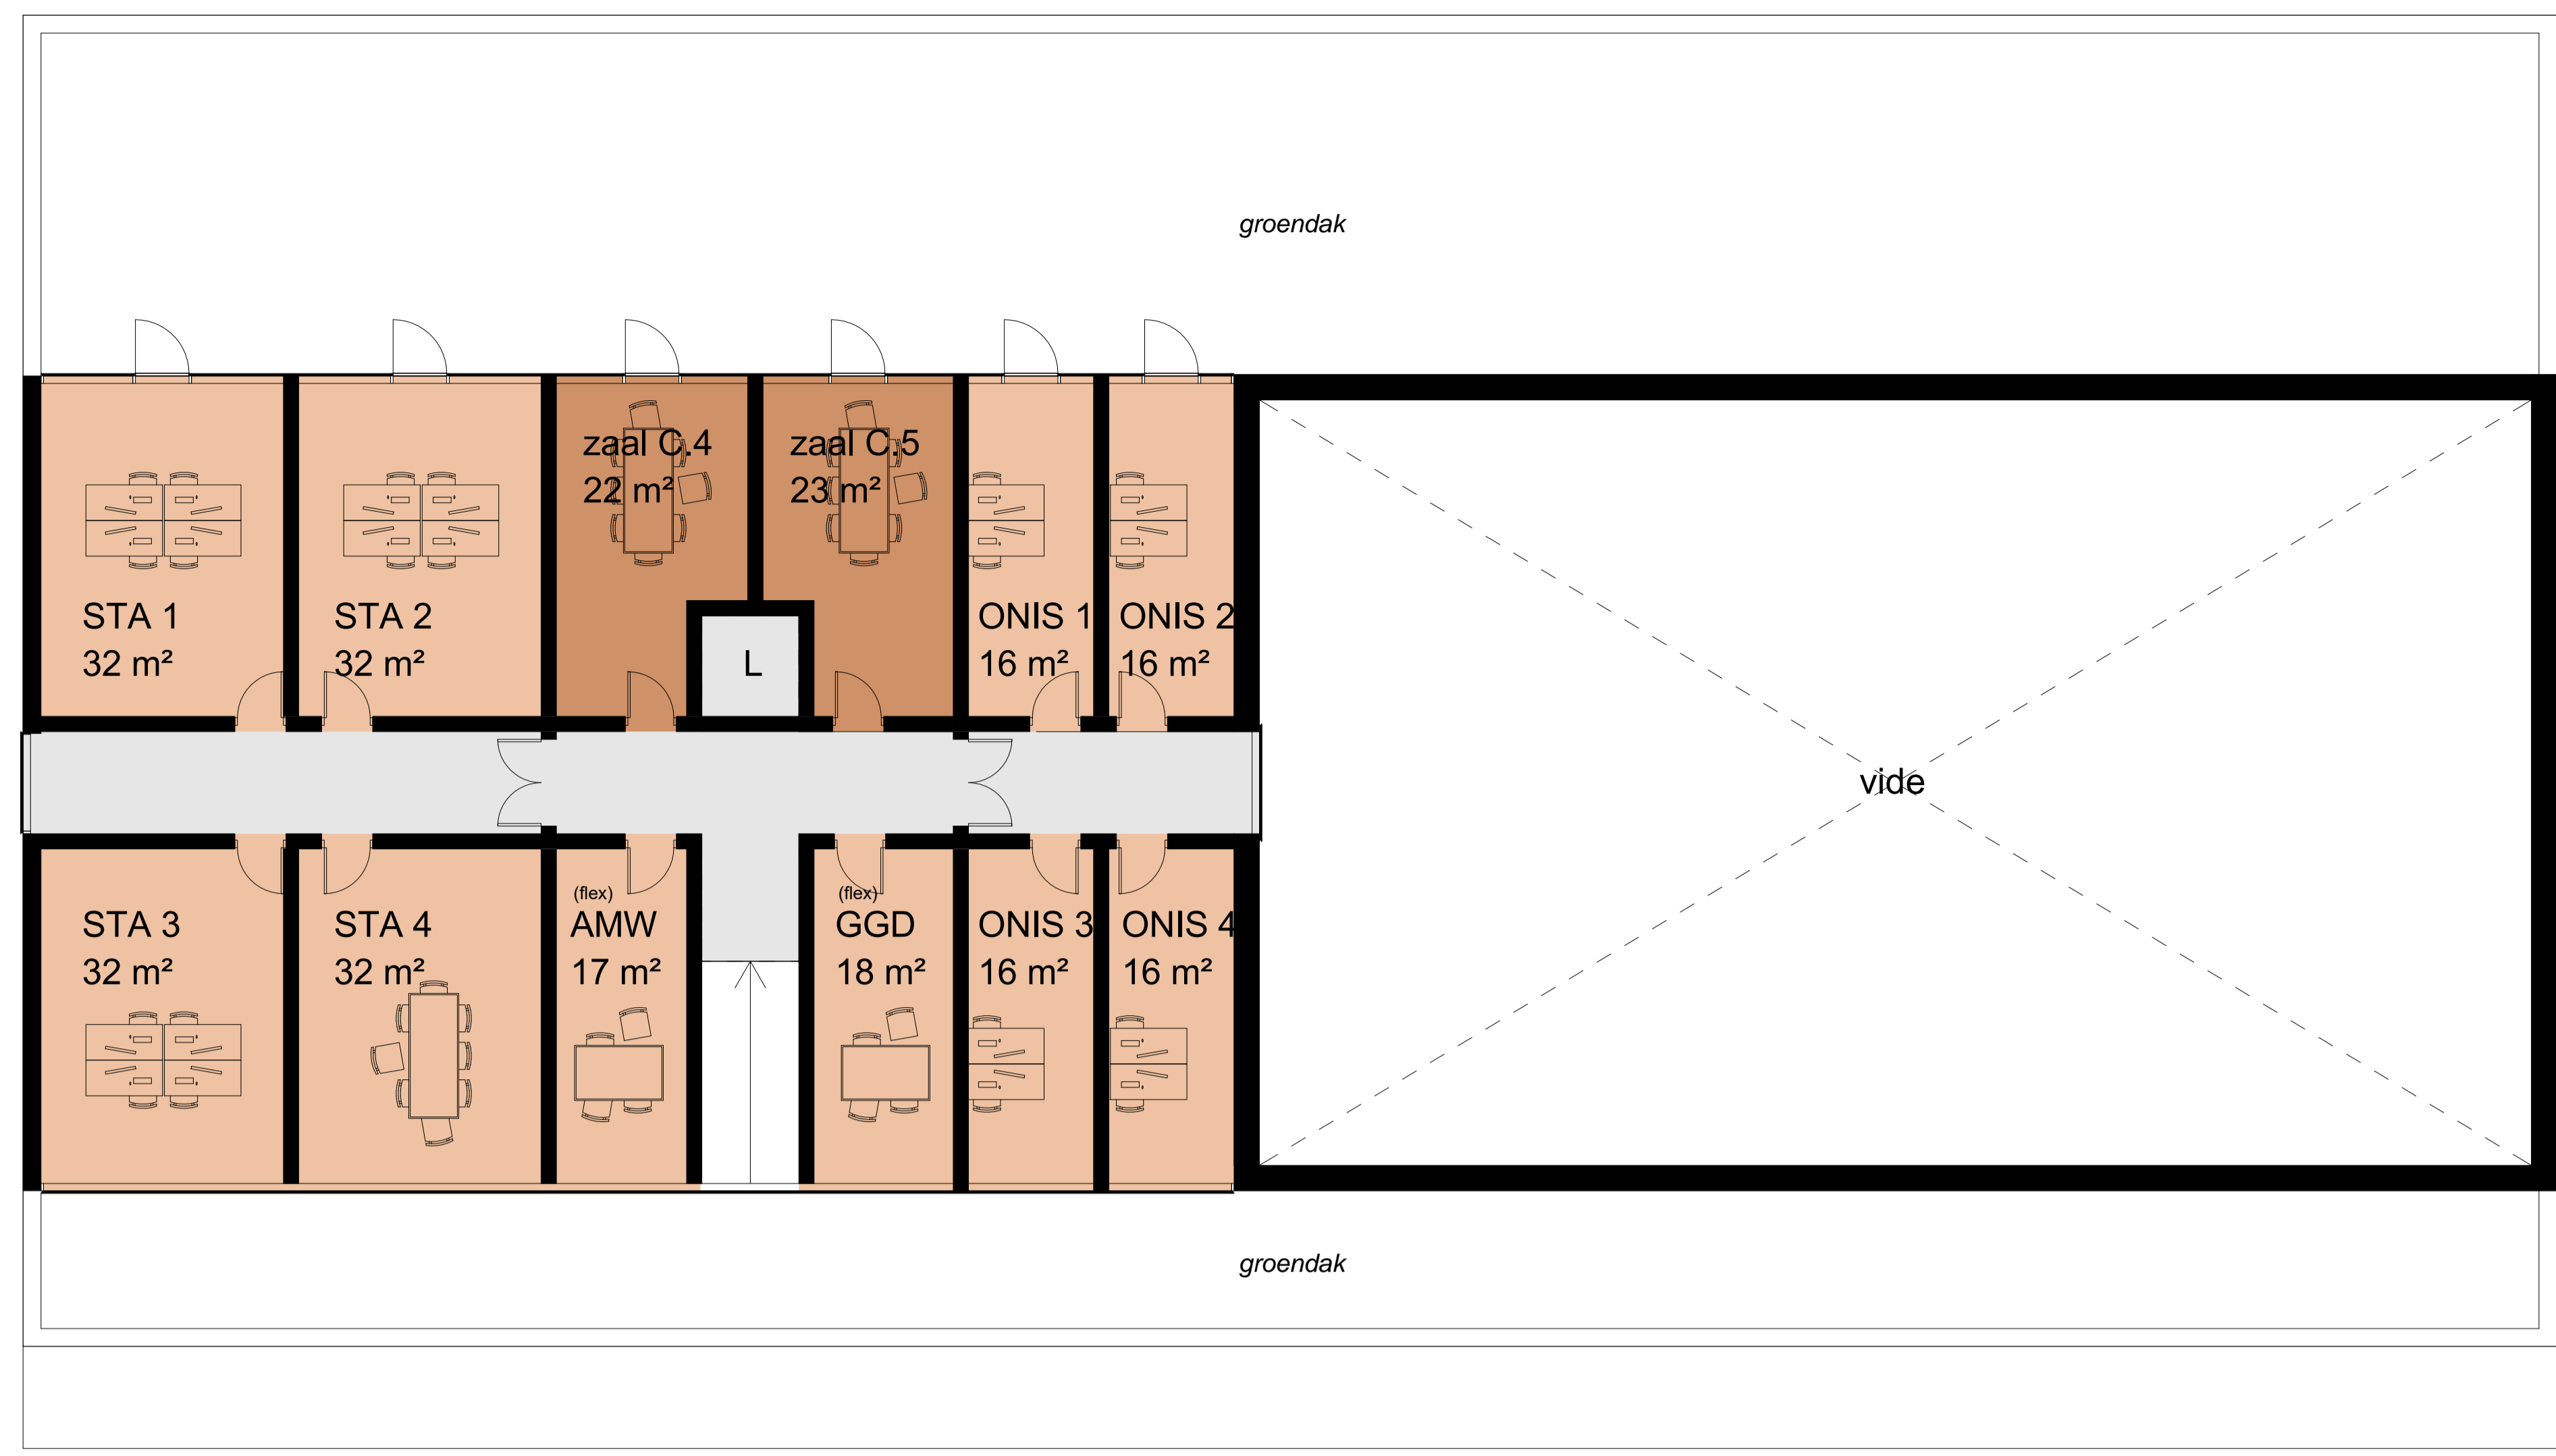 groendak
zaal C.4
22 m²
zaal C.5
23 m²
STA 1
32 m²
STA 2
32 m²
L
ONIS 1
16 m²
ONIS 2
16 m²
vide
STA 3
32 m²
STA 4
32 m²
(flex)
AMW
17 m²
(flex)
GGD
18 m²
ONIS 3
16 m²
ONIS 4
16 m²
groendak